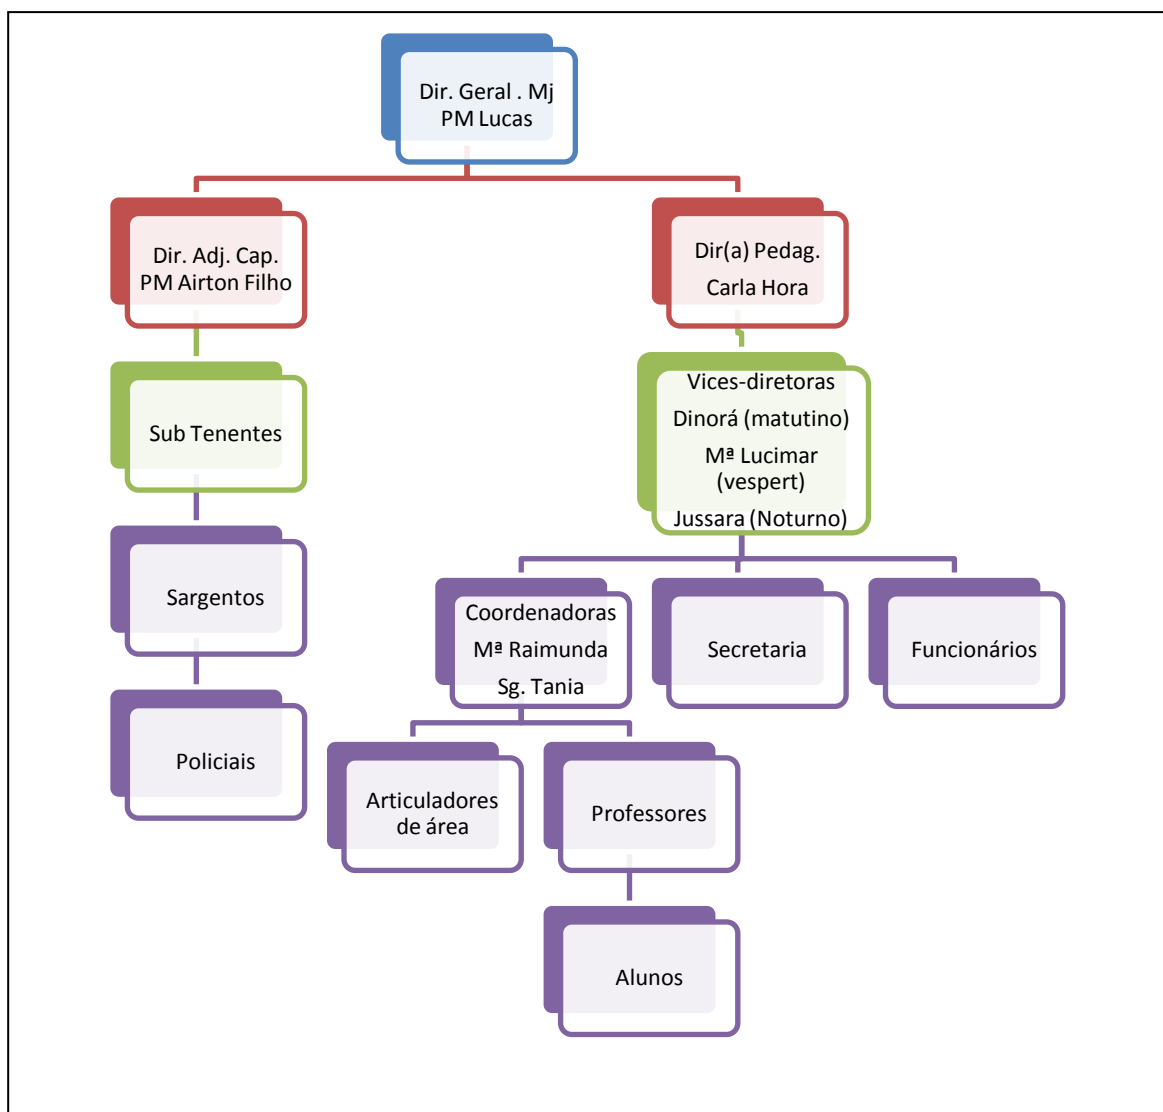 Dir. Geral . Mj
PM Lucas
Dir. Adj. Cap.
PM Airton Filho
Dir(a) Pedag.
Carla Hora
Sub Tenentes
Vices-diretoras
Dinorá (matutino)
Mª Lucimar
(vespert)
Jussara (Noturno)
Sargentos
Coordenadoras
Mª Raimunda
Sg. Tania
Secretaria
Funcionários
Policiais
Articuladores
de área
Professores
Alunos